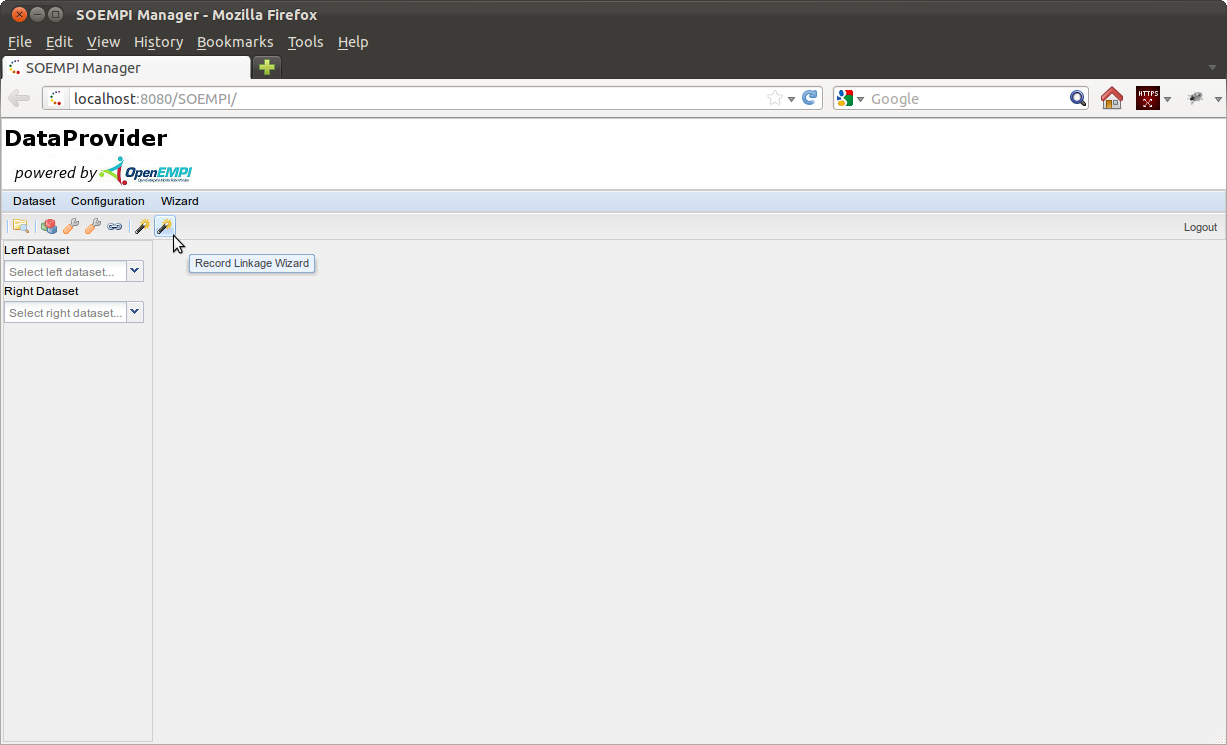 SOEMPI Manager - Mozilla Firefox
File Edit View History Bookmarks Tools Help
SOEMPI Manager
localhost:8080/SOEMPI/
Google
HTTPS
DataProvider
powered by OpenEMPI
Dataset Configuration Wizard
Logout
Left Dataset
Record Linkage Wizard
Select left dataset...
Right Dataset
Select right dataset...